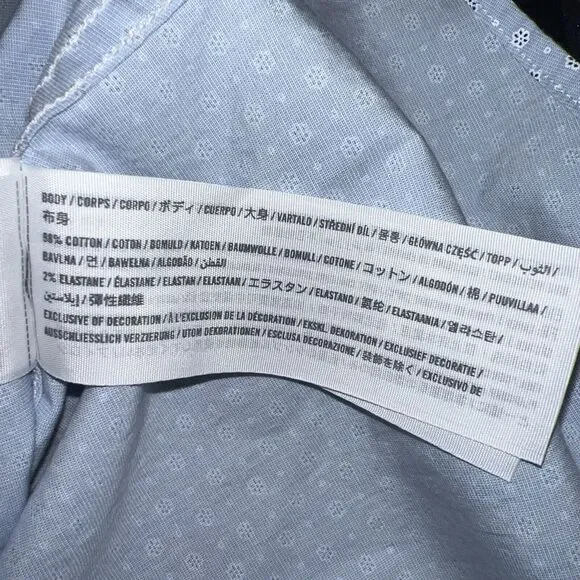 BODY / CORPS / CORPO / ボディ / CUERPO / 大身 / VARTALO / STŘEDNÍ DÍL / 몸통 / GŁÓWNA CZĘŚĆ / TOPP / الثوب /
布身
98% COTTON / COTON / BOMULD / KATOEN / BAUMWOLLE / BOMULL / COTONE / コットン / ALGODÓN / 棉 / PUUVILLAA /
BAVLNA / 면 / BAWEŁNA / ALGODÃO / القطن
2% ELASTANE / ÉLASTANE / ELASTAN / ELASTAAN / エラスタン / ELASTANO / 氨纶 / ELASTAANIA / 엘라스탄 /
إيلاستين / 彈性纖維
EXCLUSIVE OF DECORATION / À L'EXCLUSION DE LA DÉCORATION / EKSKL. DEKORATION / EXCLUSIEF DECORATIE /
AUSSCHLIESSLICH VERZIERUNG / UTOM DEKORATIONEN / ESCLUSA DECORAZIONE / 装飾を除く / EXCLUSIVO DE